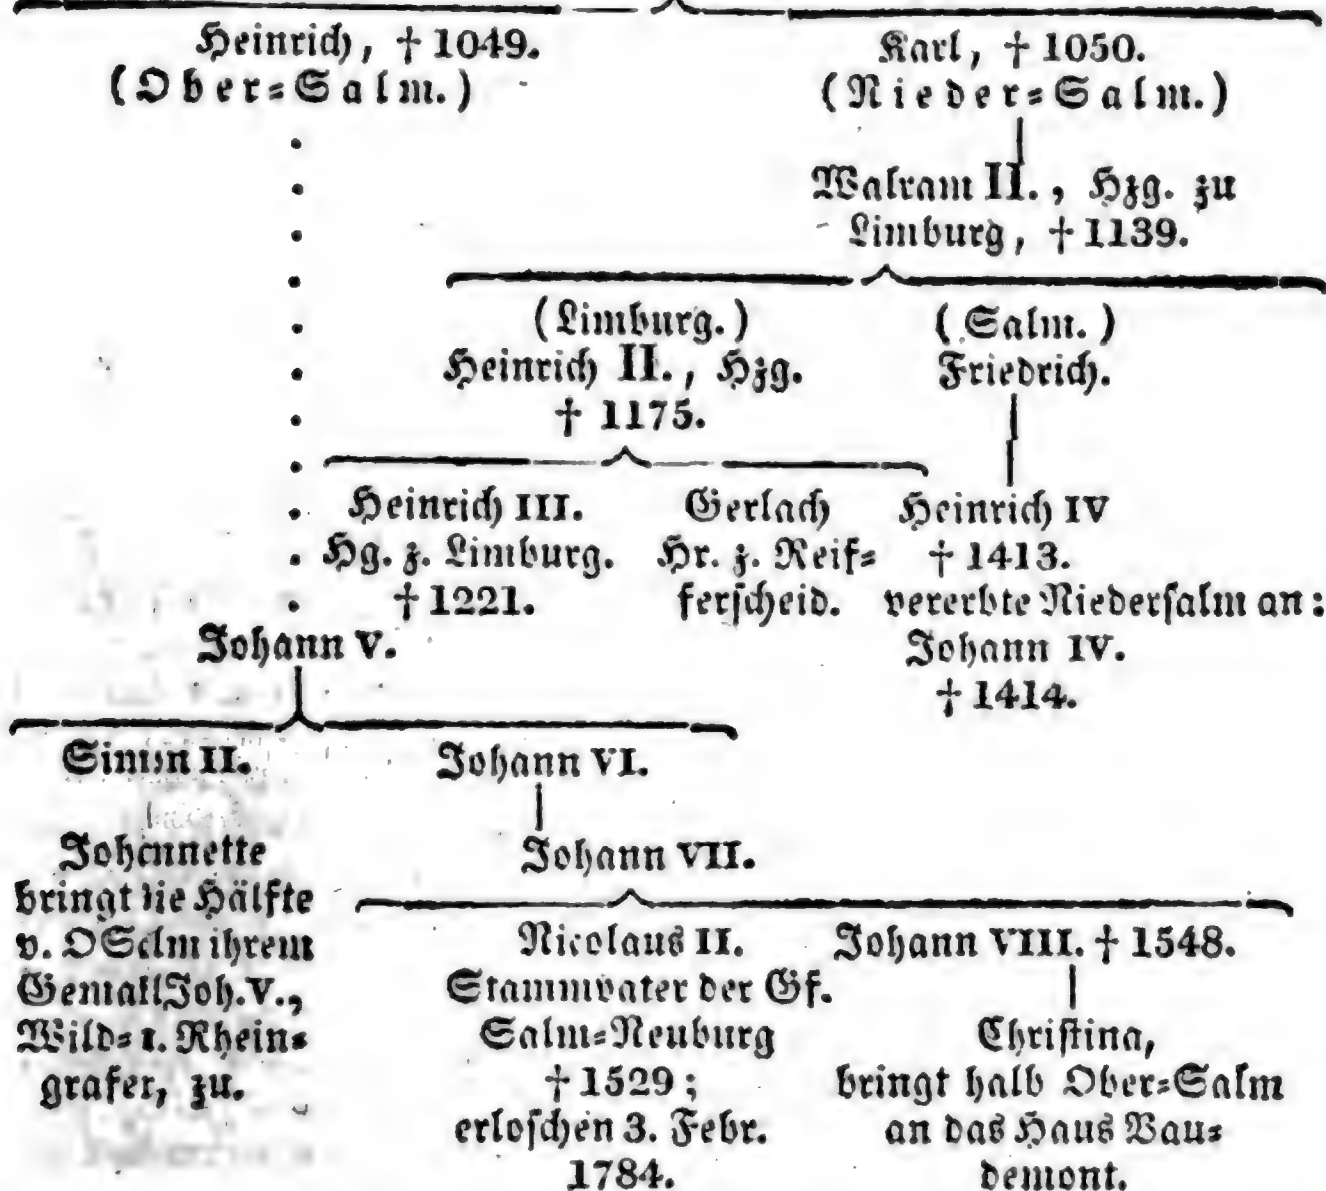 Heinrich, † 1049.
(Ober-Salm.)
Karl, † 1050.
(Nieder-Salm.)
Walram II., Hzg. zu
Limburg, † 1139.
(Limburg.)
Heinrich II., Hzg.
† 1175.
(Salm.)
Friedrich.
Heinrich III.
Hg. z. Limburg.
† 1221.
Gerlach
Hr. z. Reif-
ferscheid.
Heinrich IV
† 1413.
vererbte Niedersalm an:
Johann IV.
† 1414.
Johann V.
Simon II.
Johann VI.
Johannette
bringt die Hälfte
v. OSalm ihrem
Gemahl Joh. V.,
Wild- u. Rhein-
grafen, zu.
Johann VII.
Nicolaus II.
Stammvater der Gf.
Salm-Neuburg
† 1529;
erloschen 3. Febr.
1784.
Johann VIII. † 1548.
Christina,
bringt halb Ober-Salm
an das Haus Vau-
demont.